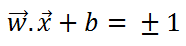 w⃗.x⃗ + b = ± 1